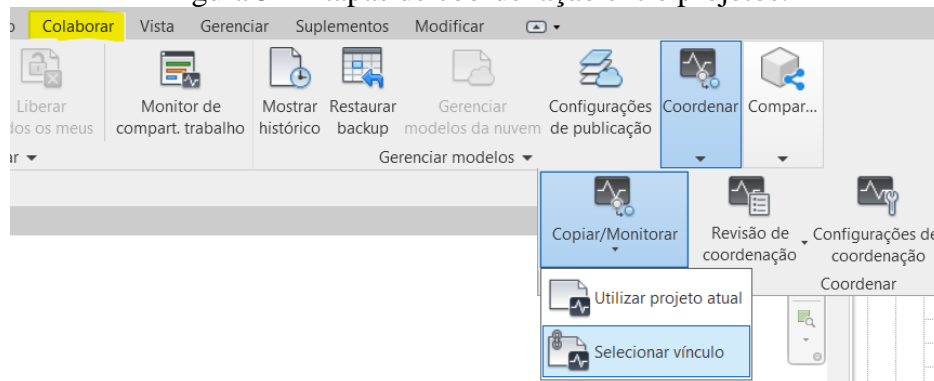 Colaborar Vista Gerenciar Suplementos Modificar
Liberar
os meus
Monitor de
compart. trabalho
Mostrar
histórico
Restaurar
backup
Gerenciar
modelos da nuvem
Configurações
de publicação
Coordenar
Compar...
ar
Gerenciar modelos
Copiar/Monitorar
Revisão de
coordenação
Configurações de
coordenação
Coordenar
Utilizar projeto atual
Selecionar vínculo